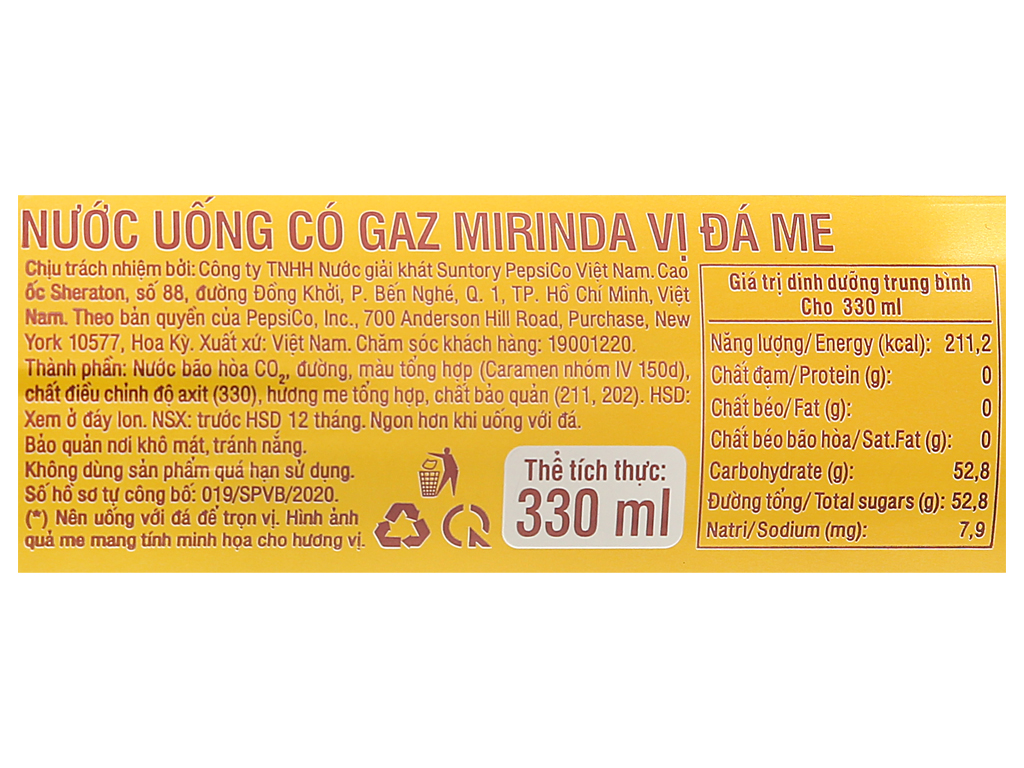 NƯỚC UỐNG CÓ GAZ MIRINDA VỊ ĐÁ ME
Chịu trách nhiệm bởi: Công ty TNHH Nước giải khát Suntory PepsiCo Việt Nam. Cao
ốc Sheraton, số 88, đường Đồng Khởi, P. Bến Nghé, Q. 1, TP. Hồ Chí Minh, Việt
Nam. Theo bản quyền của PepsiCo, Inc., 700 Anderson Hill Road, Purchase, New
York 10577, Hoa Kỳ. Xuất xứ: Việt Nam. Chăm sóc khách hàng: 19001220.
Thành phần: Nước bão hòa CO₂, đường, màu tổng hợp (Caramen nhóm IV 150d),
chất điều chỉnh độ axit (330), hương me tổng hợp, chất bảo quản (211, 202). HSD:
Xem ở đáy lon. NSX: trước HSD 12 tháng. Ngon hơn khi uống với đá.
Bảo quản nơi khô mát, tránh nắng.
Không dùng sản phẩm quá hạn sử dụng.
Số hồ sơ tự công bố: 019/SPVB/2020.
(*) Nên uống với đá để trọn vị. Hình ảnh
quả me mang tính minh họa cho hương vị.
Thể tích thực:
330 ml
Giá trị dinh dưỡng trung bình
Cho 330 ml
Năng lượng/Energy (kcal): 211,2
Chất đạm/Protein (g): 0
Chất béo/Fat (g): 0
Chất béo bão hòa/Sat.Fat (g): 0
Carbohydrate (g): 52,8
Đường tổng/Total sugars (g): 52,8
Natri/Sodium (mg): 7,9